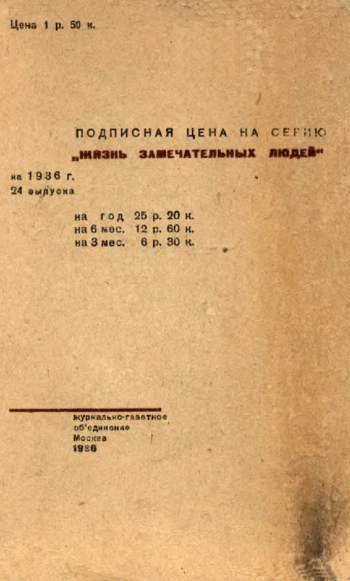 Цена 1 р. 50 к.
ПОДПИСНАЯ ЦЕНА НА СЕРИЮ
„ЖИЗНЬ ЗАМЕЧАТЕЛЬНЫХ ЛЮДЕЙ“
на 1936 г.
24 выпуска
на год 25 р. 20 к.
на 6 мес. 12 р. 60 к.
на 3 мес. 6 р. 30 к.
журнально-газетное
об'единение
Москва
1936